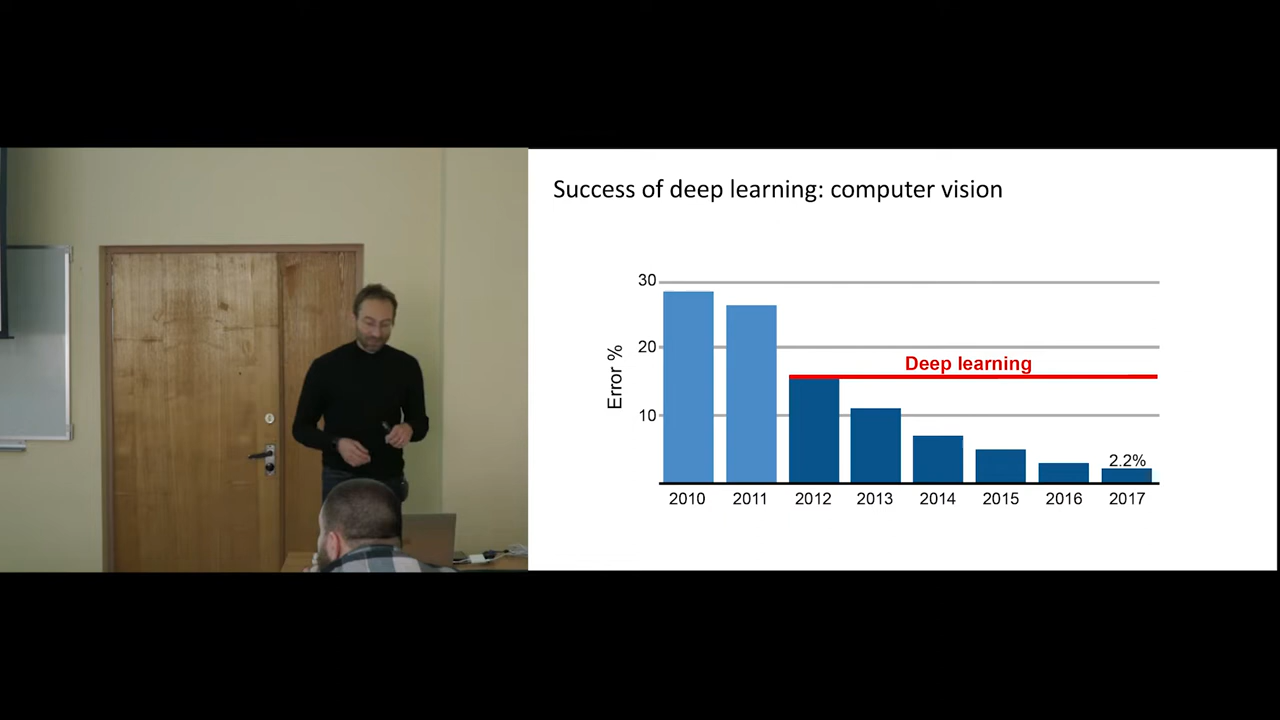 Success of deep learning: computer vision
30
20
10
Error %
Deep learning
2.2%
2010 2011 2012 2013 2014 2015 2016 2017